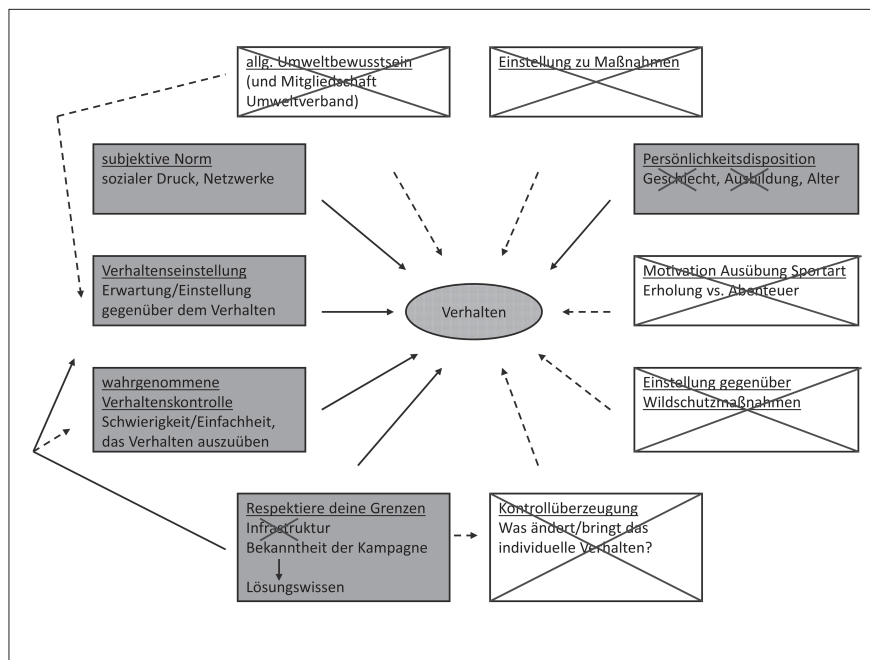 allg. Umweltbewusstsein
(und Mitgliedschaft
Umweltverband)
Einstellung zu Maßnahmen
subjektive Norm
sozialer Druck, Netzwerke
Persönlichkeitsdisposition
Geschlecht, Ausbildung, Alter
Verhaltenseinstellung
Erwartung/Einstellung
gegenüber dem Verhalten
Verhalten
Motivation Ausübung Sportart
Erholung vs. Abenteuer
wahrgenommene
Verhaltenskontrolle
Schwierigkeit/Einfachheit,
das Verhalten auszuüben
Einstellung gegenüber
Wildschutzmaßnahmen
Respektiere deine Grenzen
Infrastruktur
Bekanntheit der Kampagne
Lösungswissen
Kontrollüberzeugung
Was ändert/bringt das
individuelle Verhalten?